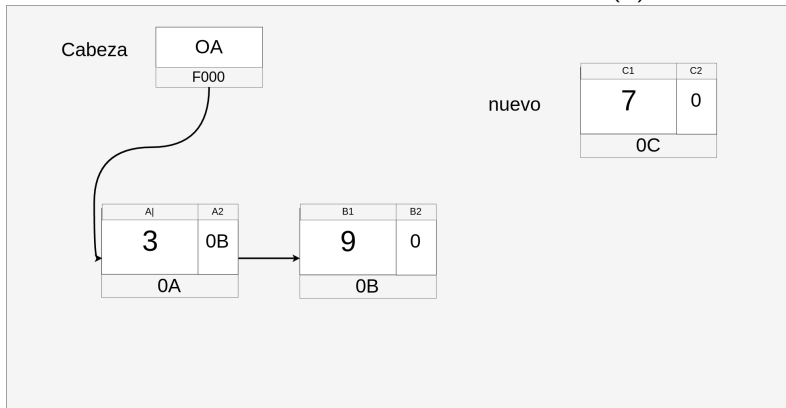 Cabeza
OA
F000
nuevo
C1 C2
7 0
0C
A| A2
3 0B
0A
B1 B2
9 0
0B